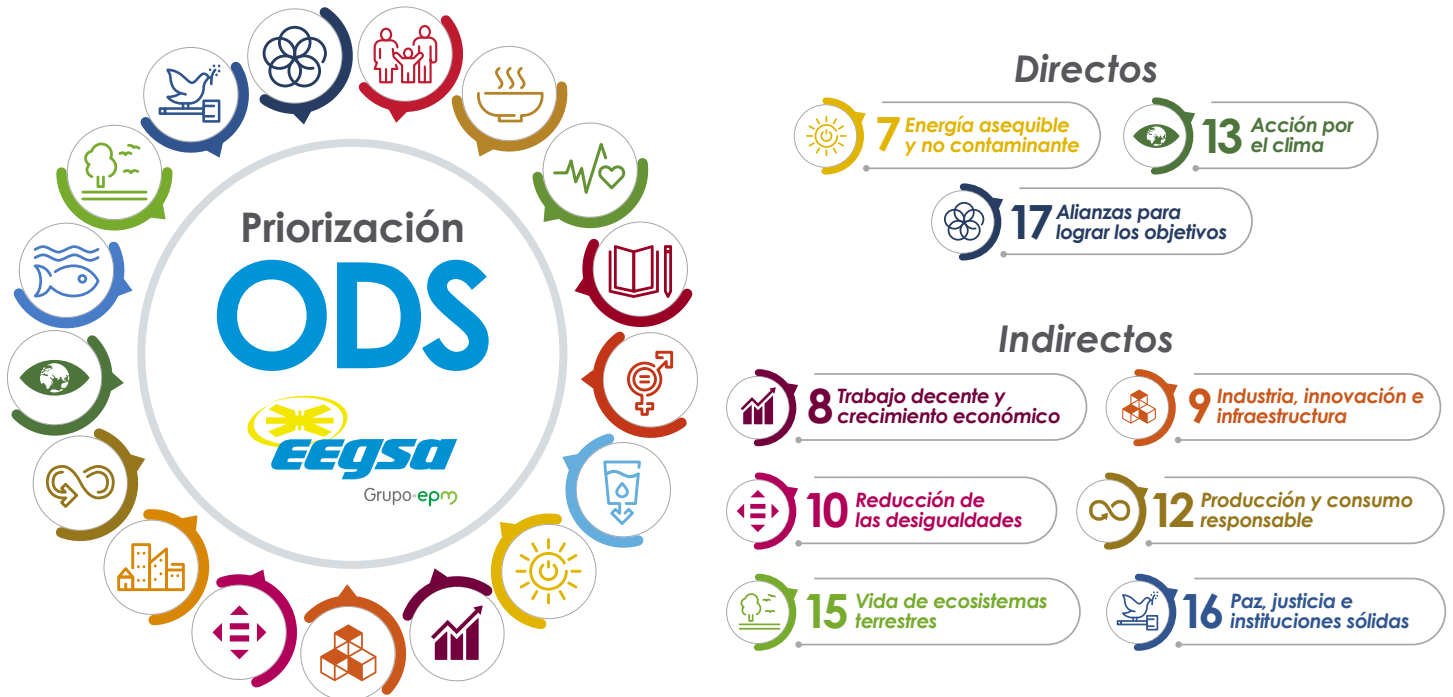 Priorización
ODS
EEGSA
Grupo·epm
Directos
7 Energía asequible
y no contaminante
13 Acción por
el clima
17 Alianzas para
lograr los objetivos
Indirectos
8 Trabajo decente y
crecimiento económico
9 Industria, innovación e
infraestructura
10 Reducción de
las desigualdades
12 Producción y consumo
responsable
15 Vida de ecosistemas
terrestres
16 Paz, justicia e
instituciones sólidas